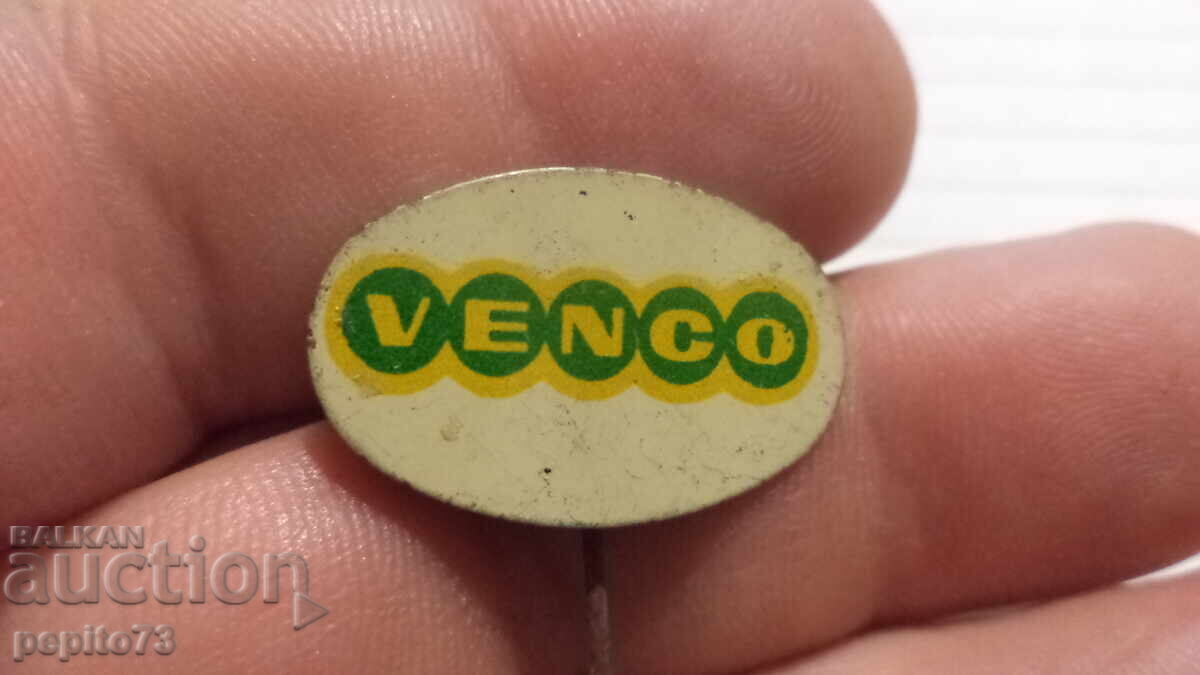 VENCO
BALKAN
auction
pepito73